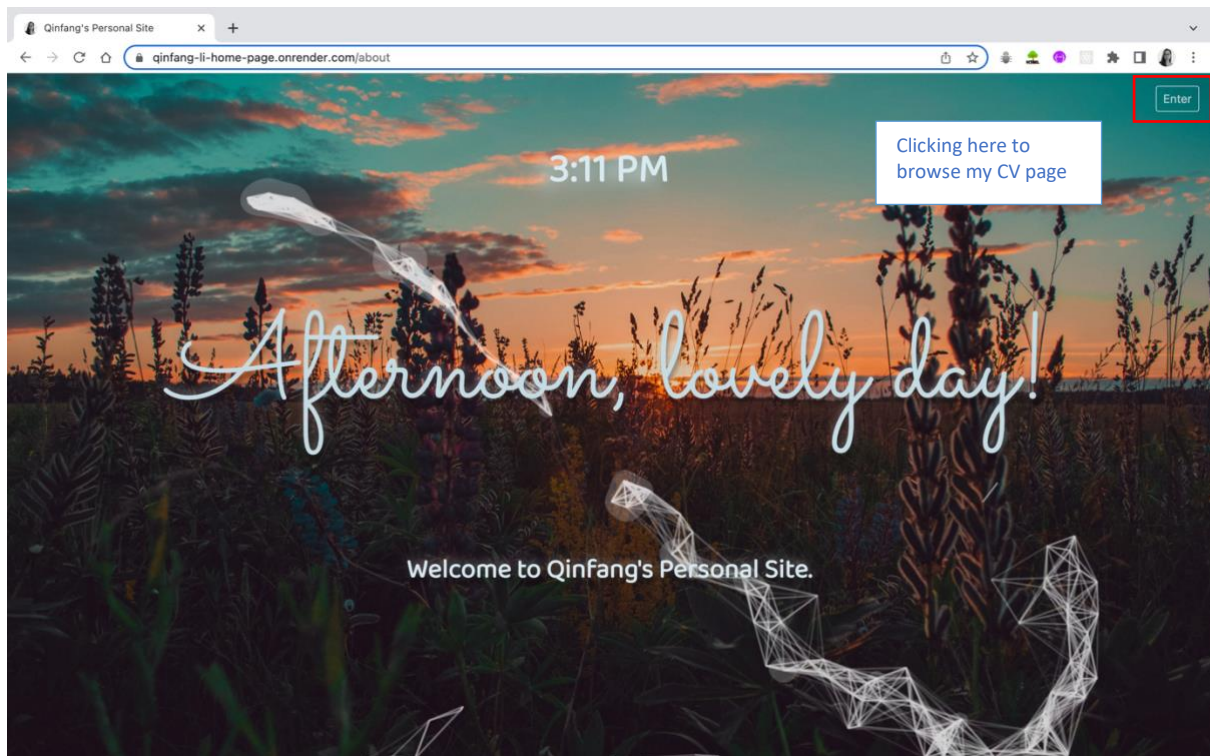 Qinfang's Personal Site
qinfang-li-home-page.onrender.com/about
Enter
Clicking here to
browse my CV page
3:11 PM
Afternoon, lovely day!
Welcome to Qinfang's Personal Site.